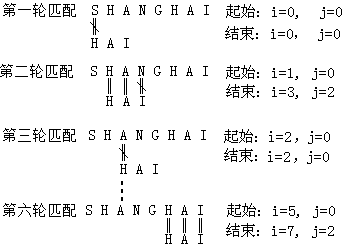 第一轮匹配 S H A N G H A I 起始：i=0, j=0
结束：i=0, j=0
H A I
第二轮匹配 S H A N G H A I 起始：i=1, j=0
结束：i=3, j=2
H A I
第三轮匹配 S H A N G H A I 起始：i=2, j=0
结束：i=2, j=0
H A I
第六轮匹配 S H A N G H A I 起始：i=5, j=0
结束：i=7, j=2
H A I